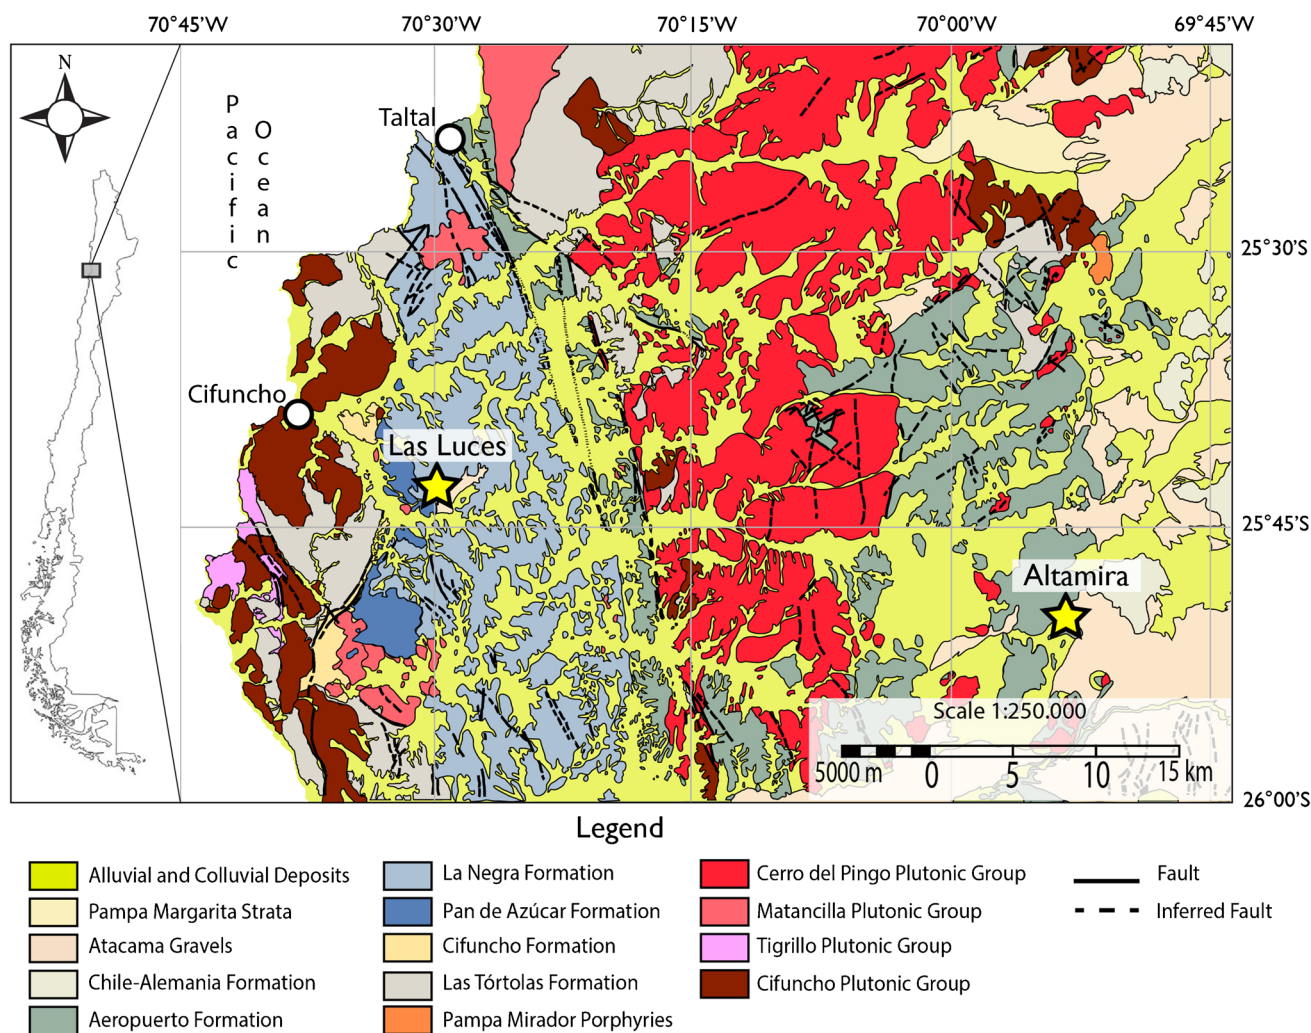 70°45'W 70°30'W 70°15'W 70°00'W 69°45'W
N
Pacific
Ocean
Taltal
25°30'S
Cifuncho
Las Luces
25°45'S
Altamira
Scale 1:250.000
5000 m 0 5 10 15 km
26°00'S
Legend
Alluvial and Colluvial Deposits
Pampa Margarita Strata
Atacama Gravels
Chile-Alemania Formation
Aeropuerto Formation
La Negra Formation
Pan de Azúcar Formation
Cifuncho Formation
Las Tórtolas Formation
Pampa Mirador Porphyries
Cerro del Pingo Plutonic Group
Matancilla Plutonic Group
Tigrillo Plutonic Group
Cifuncho Plutonic Group
Fault
Inferred Fault